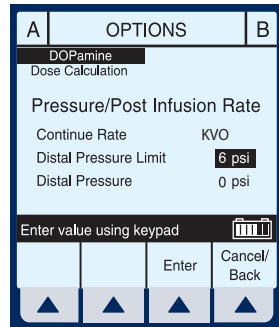 A OPTIONS B
DOPamine
Dose Calculation
Pressure/Post Infusion Rate
Continue Rate KVO
Distal Pressure Limit 6 psi
Distal Pressure 0 psi
Enter value using keypad
Enter Cancel/
Back